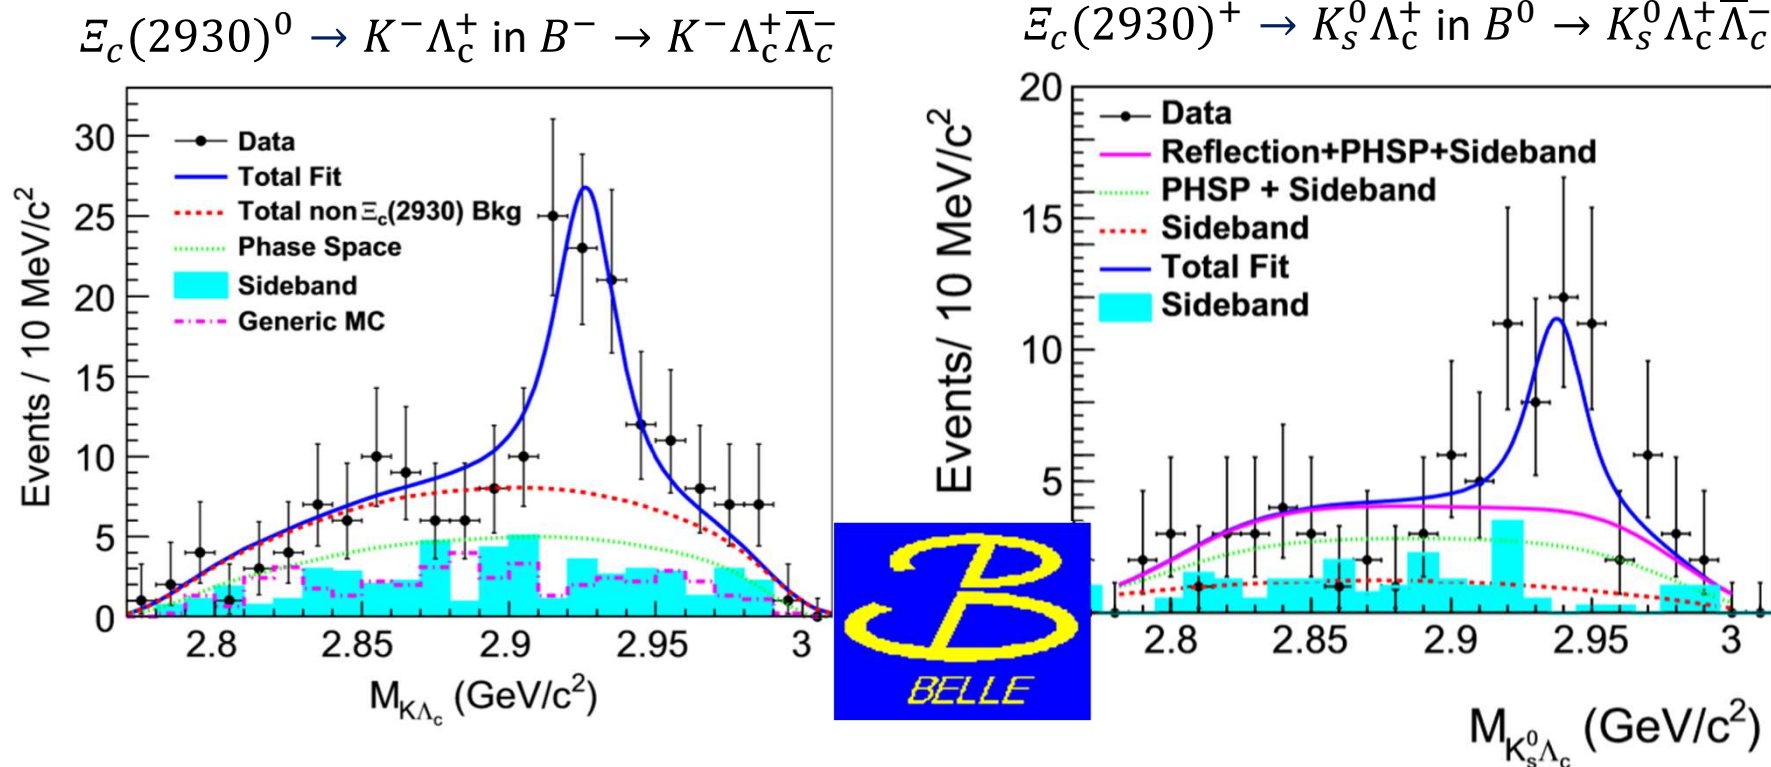 Ξc(2930)⁰ → K⁻Λc⁺ in B⁻ → K⁻Λc⁺Λ̅c⁻
Events / 10 MeV/c²
30
25
20
15
10
5
0
Data
Total Fit
Total non Ξc(2930) Bkg
Phase Space
Sideband
Generic MC
2.8 2.85 2.9 2.95 3
M_KΛc (GeV/c²)
Ξc(2930)⁺ → Ks⁰Λc⁺ in B⁰ → Ks⁰Λc⁺Λ̅c⁻
Events/ 10 MeV/c²
20
15
10
5
Data
Reflection+PHSP+Sideband
PHSP + Sideband
Sideband
Total Fit
Sideband
2.8 2.85 2.9 2.95 3
M_Ks⁰Λc (GeV/c²)
B
BELLE